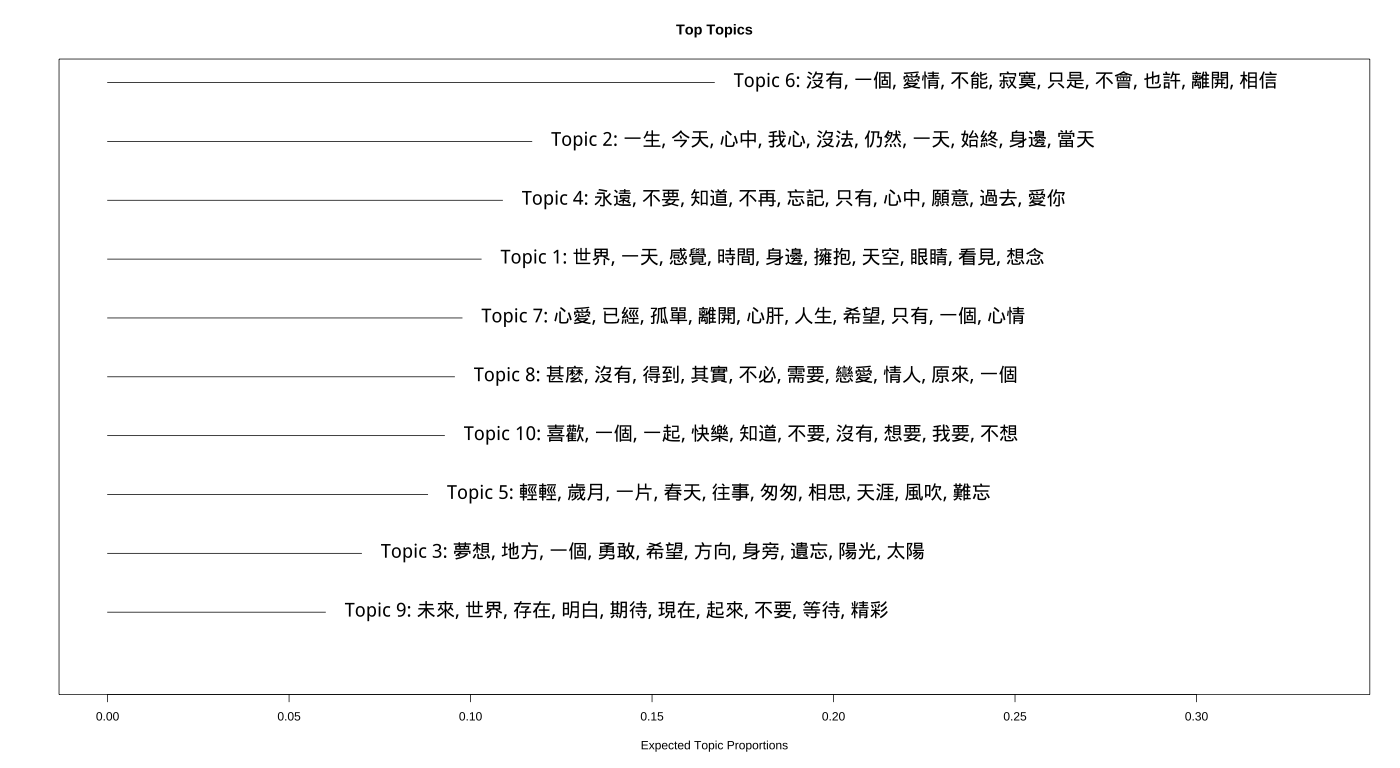 Top Topics
Topic 6: 沒有, 一個, 愛情, 不能, 寂寞, 只是, 不會, 也許, 離開, 相信
Topic 2: 一生, 今天, 心中, 我心, 沒法, 仍然, 一天, 始終, 身邊, 當天
Topic 4: 永遠, 不要, 知道, 不再, 忘記, 只有, 心中, 願意, 過去, 愛你
Topic 1: 世界, 一天, 感覺, 時間, 身邊, 擁抱, 天空, 眼睛, 看見, 想念
Topic 7: 心愛, 已經, 孤單, 離開, 心肝, 人生, 希望, 只有, 一個, 心情
Topic 8: 甚麼, 沒有, 得到, 其實, 不必, 需要, 戀愛, 情人, 原來, 一個
Topic 10: 喜歡, 一個, 一起, 快樂, 知道, 不要, 沒有, 想要, 我要, 不想
Topic 5: 輕輕, 歲月, 一片, 春天, 往事, 匆匆, 相思, 天涯, 風吹, 難忘
Topic 3: 夢想, 地方, 一個, 勇敢, 希望, 方向, 身旁, 遺忘, 陽光, 太陽
Topic 9: 未來, 世界, 存在, 明白, 期待, 現在, 起來, 不要, 等待, 精彩
0.00 0.05 0.10 0.15 0.20 0.25 0.30
Expected Topic Proportions